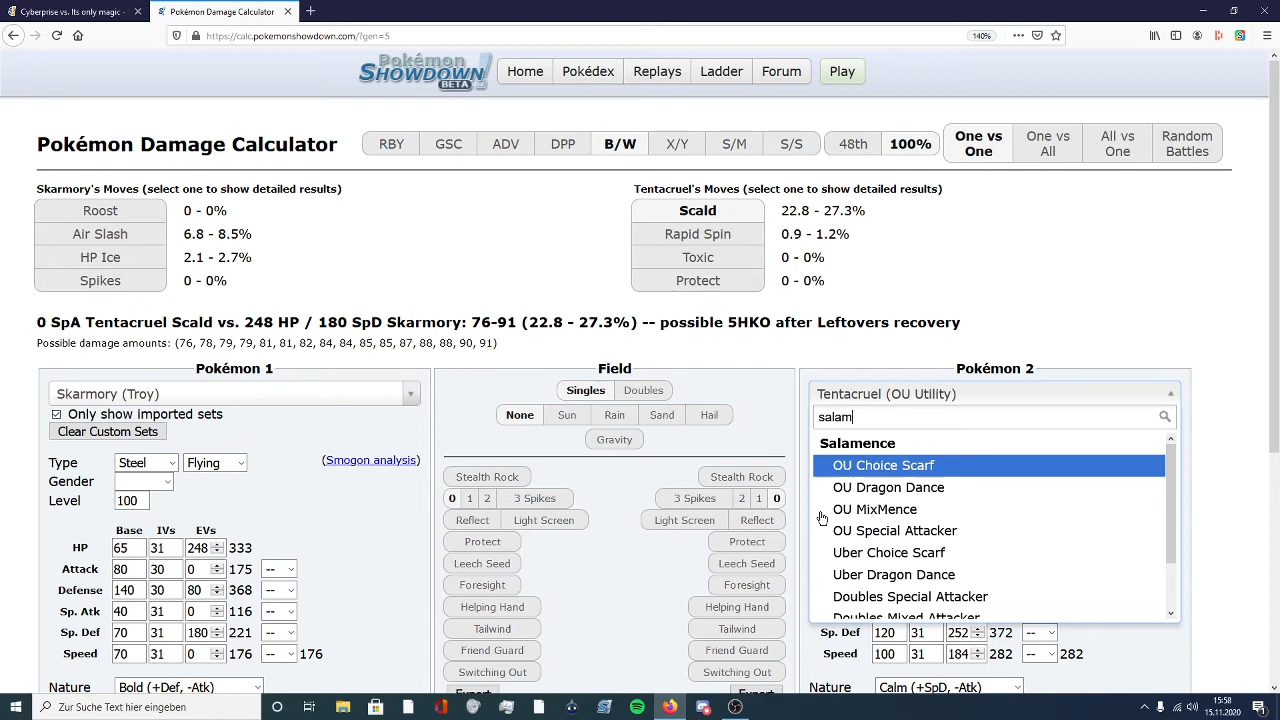 Cyberprise vs. Its only magic -
Pokémon Damage Calculator
https://calc.pokemonshowdown.com/?gen=5
140%
Pokémon
SHOWDOWN!
BETA
Home
Pokédex
Replays
Ladder
Forum
Play
Pokémon Damage Calculator
RBY
GSC
ADV
DPP
B/W
X/Y
S/M
S/S
48th
100%
One vs One
One vs All
All vs One
Random Battles
Skarmory's Moves (select one to show detailed results)
Roost 0 - 0%
Air Slash 6.8 - 8.5%
HP Ice 2.1 - 2.7%
Spikes 0 - 0%
Tentacruel's Moves (select one to show detailed results)
Scald 22.8 - 27.3%
Rapid Spin 0.9 - 1.2%
Toxic 0 - 0%
Protect 0 - 0%
0 SpA Tentacruel Scald vs. 248 HP / 180 SpD Skarmory: 76-91 (22.8 - 27.3%) -- possible 5HKO after Leftovers recovery
Possible damage amounts: (76, 78, 79, 79, 81, 81, 82, 84, 84, 85, 85, 87, 88, 88, 90, 91)
Pokémon 1
Skarmory (Troy)
Only show imported sets
Clear Custom Sets
Type Steel Flying (Smogon analysis)
Gender
Level 100
Base IVs EVs
HP 65 31 248 333
Attack 80 30 0 175 --
Defense 140 30 80 368 --
Sp. Atk 40 31 0 116 --
Sp. Def 70 31 180 221 --
Speed 70 31 0 176 -- 176
Nature Bold (+Def, -Atk)
Field
Singles Doubles
None Sun Rain Sand Hail
Gravity
Stealth Rock Stealth Rock
0 1 2 3 Spikes 3 Spikes 2 1 0
Reflect Light Screen Light Screen Reflect
Protect Protect
Leech Seed Leech Seed
Foresight Foresight
Helping Hand Helping Hand
Tailwind Tailwind
Friend Guard Friend Guard
Switching Out Switching Out
Export Export
Pokémon 2
Tentacruel (OU Utility)
salam
Salamence
OU Choice Scarf
OU Dragon Dance
OU MixMence
OU Special Attacker
Uber Choice Scarf
Uber Dragon Dance
Doubles Special Attacker
Doubles Mixed Attacker
Sp. Def 120 31 252 372 --
Speed 100 31 184 282 -- 282
Nature Calm (+SpD, -Atk)
Zur Suche Text hier eingeben
15:58
15.11.2020